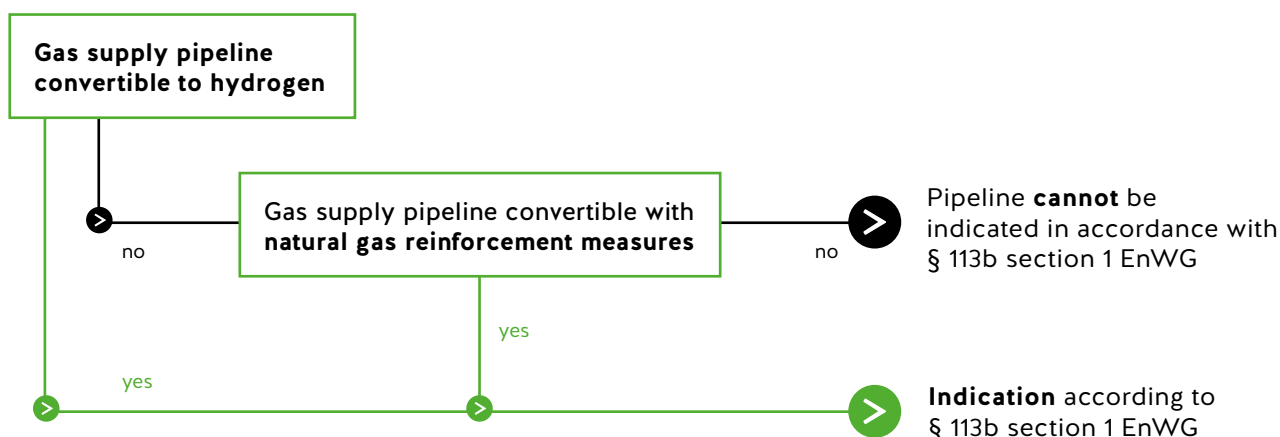 Gas supply pipeline
convertible to hydrogen
Gas supply pipeline convertible with
natural gas reinforcement measures
no
no
Pipeline cannot be
indicated in accordance with
§ 113b section 1 EnWG
yes
yes
Indication according to
§ 113b section 1 EnWG